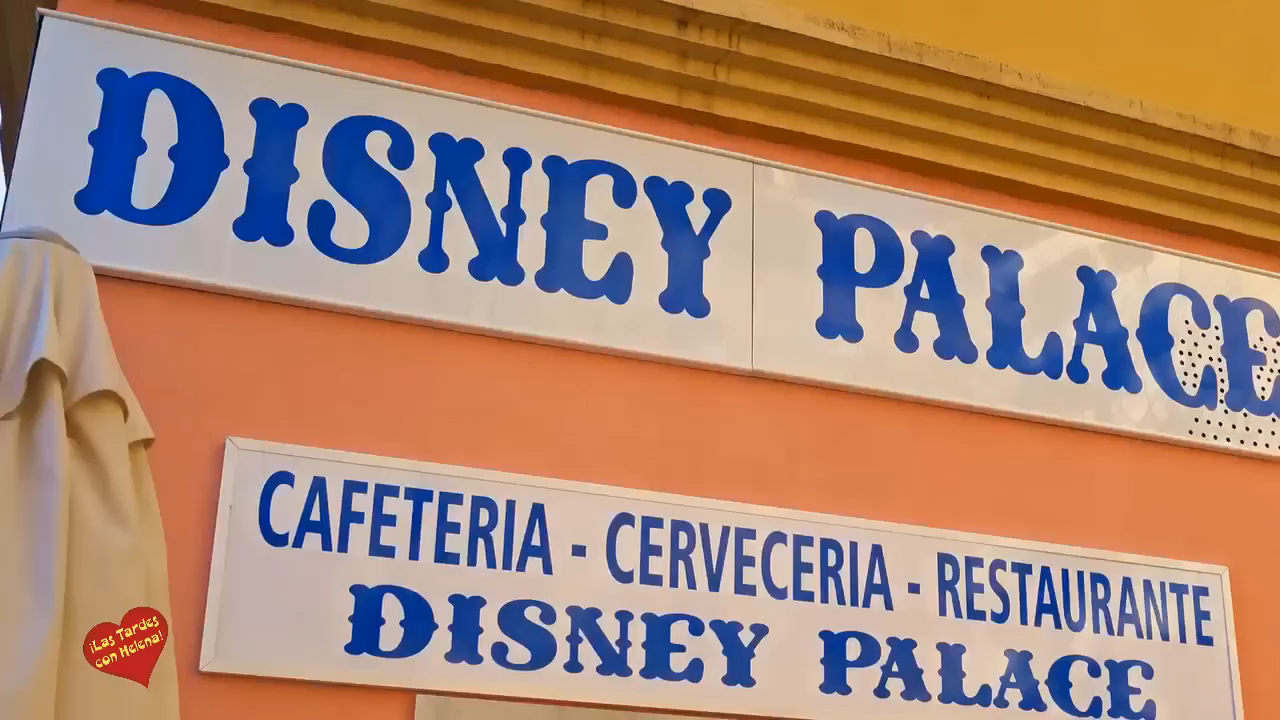 DISNEY PALACE
CAFETERIA - CERVECERIA - RESTAURANTE
DISNEY PALACE
¡Las Tardes
con Helena!